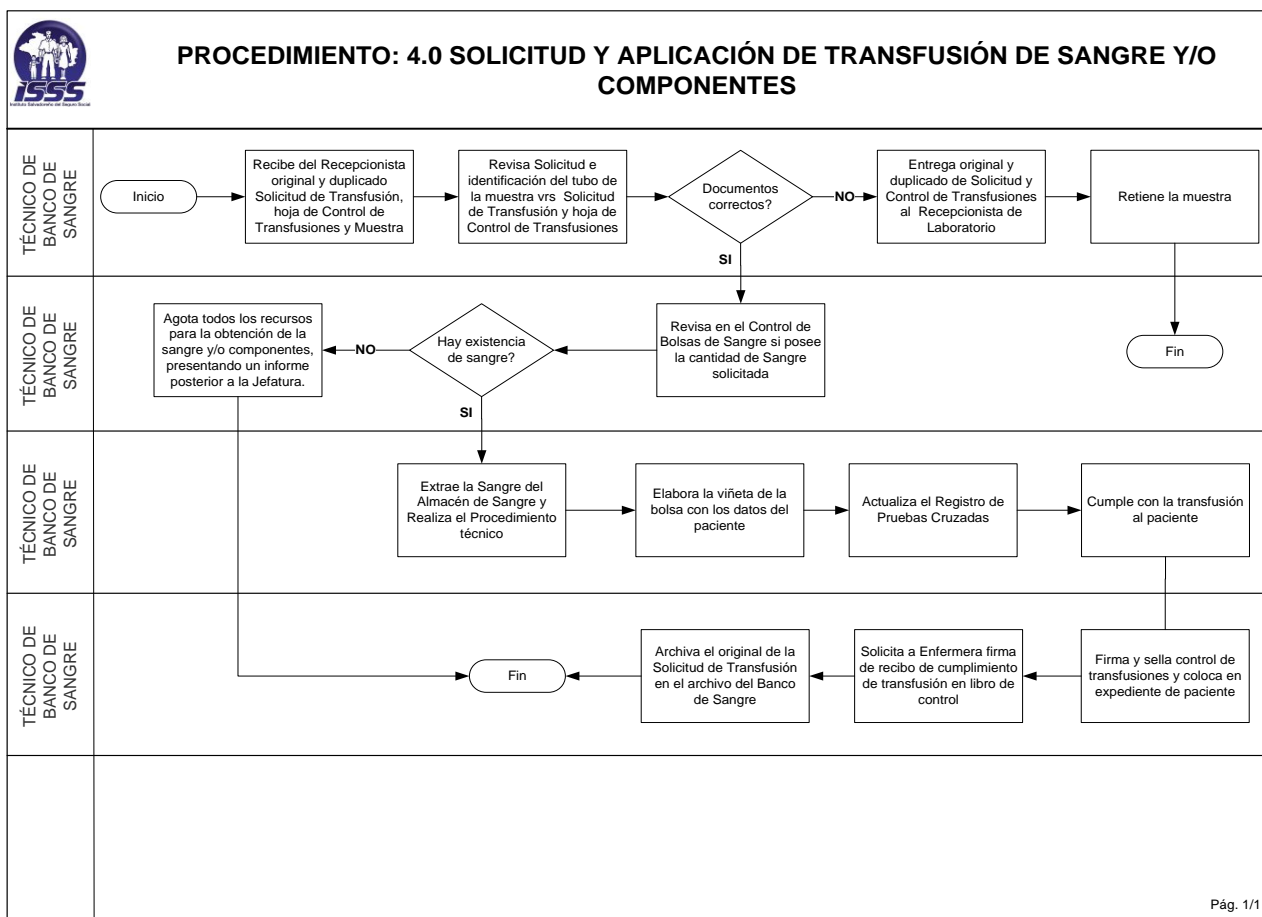 PROCEDIMIENTO: 4.0 SOLICITUD Y APLICACIÓN DE TRANSFUSIÓN DE SANGRE Y/O
COMPONENTES
ISSS
Instituto Salvadoreño del Seguro Social
TÉCNICO DE
BANCO DE
SANGRE
Inicio
Recibe del Recepcionista
original y duplicado
Solicitud de Transfusión,
hoja de Control de
Transfusiones y Muestra
Revisa Solicitud e
identificación del tubo de
la muestra vrs Solicitud
de Transfusión y hoja de
Control de Transfusiones
Documentos
correctos?
NO
Entrega original y
duplicado de Solicitud y
Control de Transfusiones
al Recepcionista de
Laboratorio
Retiene la muestra
SI
TÉCNICO DE
BANCO DE
SANGRE
Agota todos los recursos
para la obtención de la
sangre y/o componentes,
presentando un informe
posterior a la Jefatura.
NO
Hay existencia
de sangre?
Revisa en el Control de
Bolsas de Sangre si posee
la cantidad de Sangre
solicitada
Fin
SI
TÉCNICO DE
BANCO DE
SANGRE
Extrae la Sangre del
Almacén de Sangre y
Realiza el Procedimiento
técnico
Elabora la viñeta de la
bolsa con los datos del
paciente
Actualiza el Registro de
Pruebas Cruzadas
Cumple con la transfusión
al paciente
TÉCNICO DE
BANCO DE
SANGRE
Fin
Archiva el original de la
Solicitud de Transfusión
en el archivo del Banco
de Sangre
Solicita a Enfermera firma
de recibo de cumplimiento
de transfusión en libro de
control
Firma y sella control de
transfusiones y coloca en
expediente de paciente
Pág. 1/1